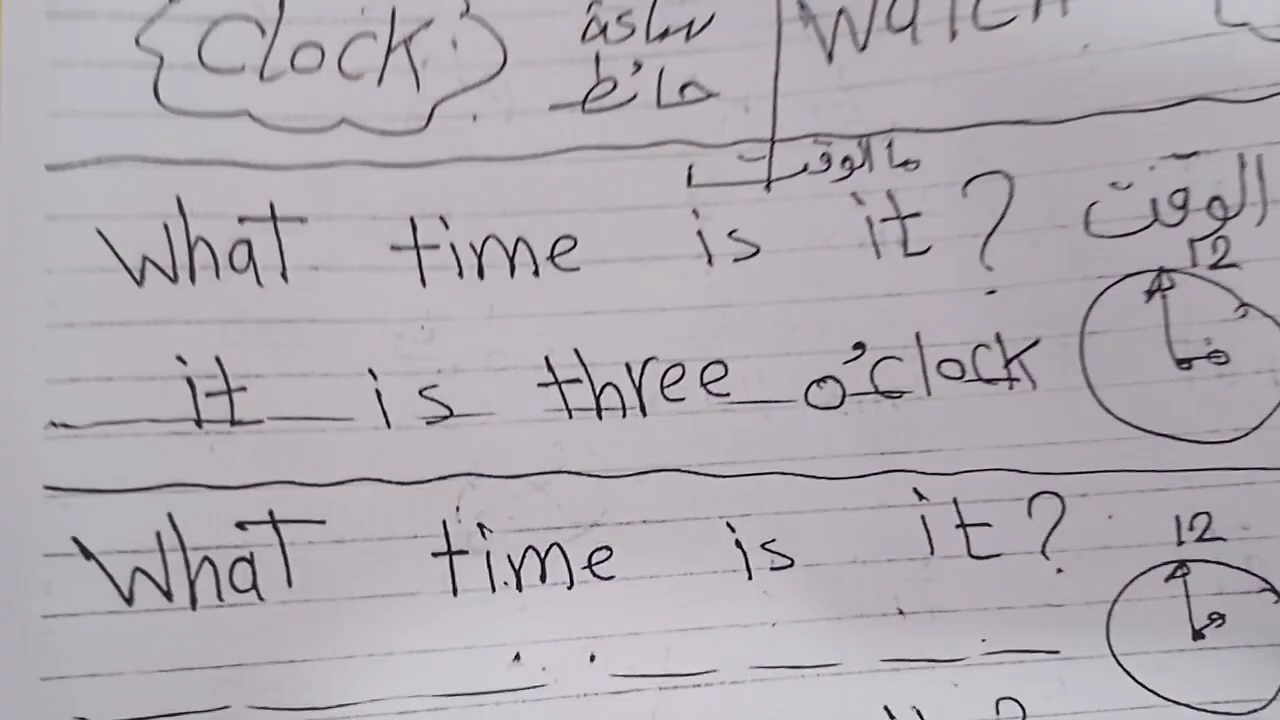 {Clock} ساعة حائط Watch
ما الوقت
What time is it? الوقت
12
it is three o'clock
What time is it? 12